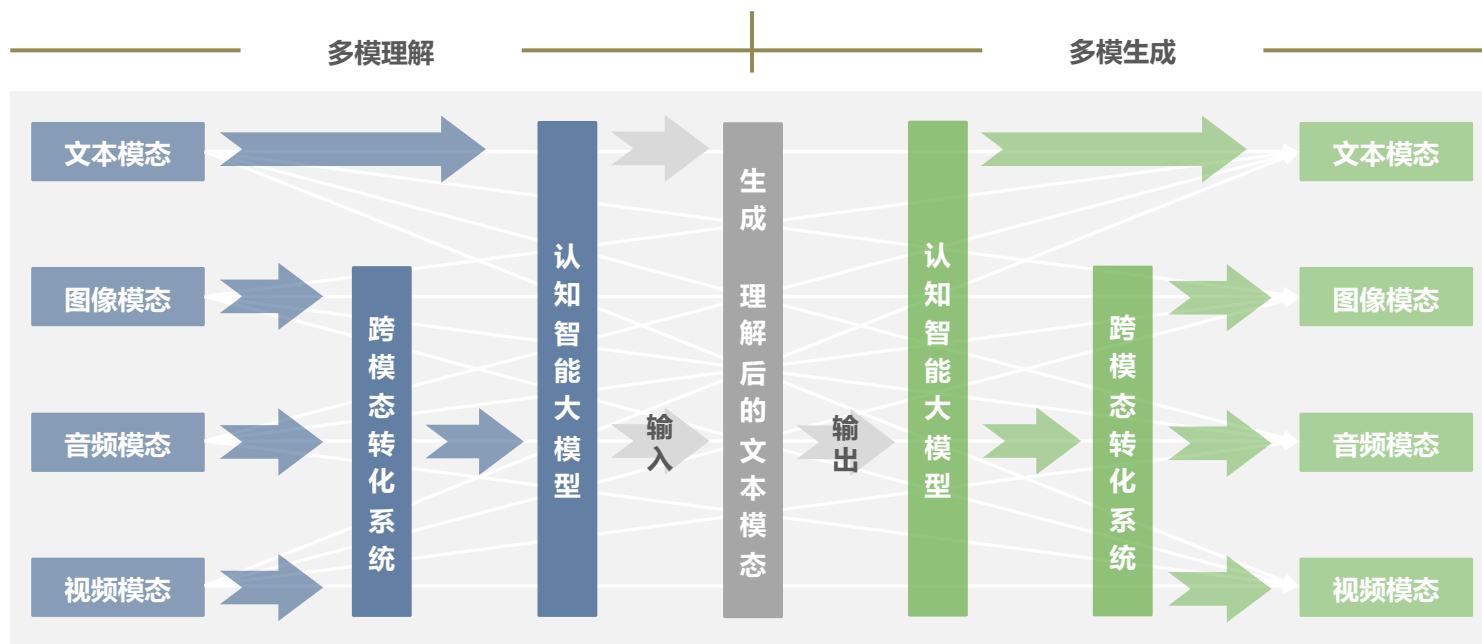 多模理解
多模生成
文本模态
图像模态
音频模态
视频模态
跨模态转化系统
认知智能大模型
输入
生成 理解后的文本模态
输出
认知智能大模型
跨模态转化系统
文本模态
图像模态
音频模态
视频模态